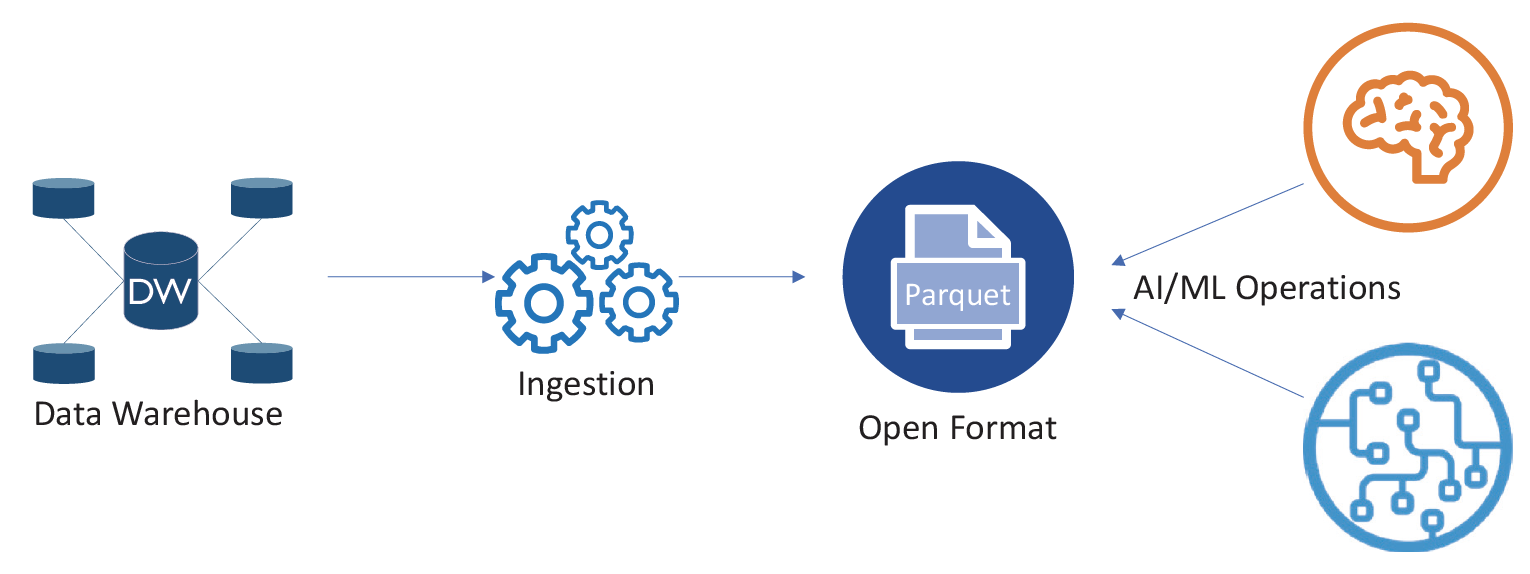 DW
Data Warehouse
Ingestion
Parquet
Open Format
AI/ML Operations